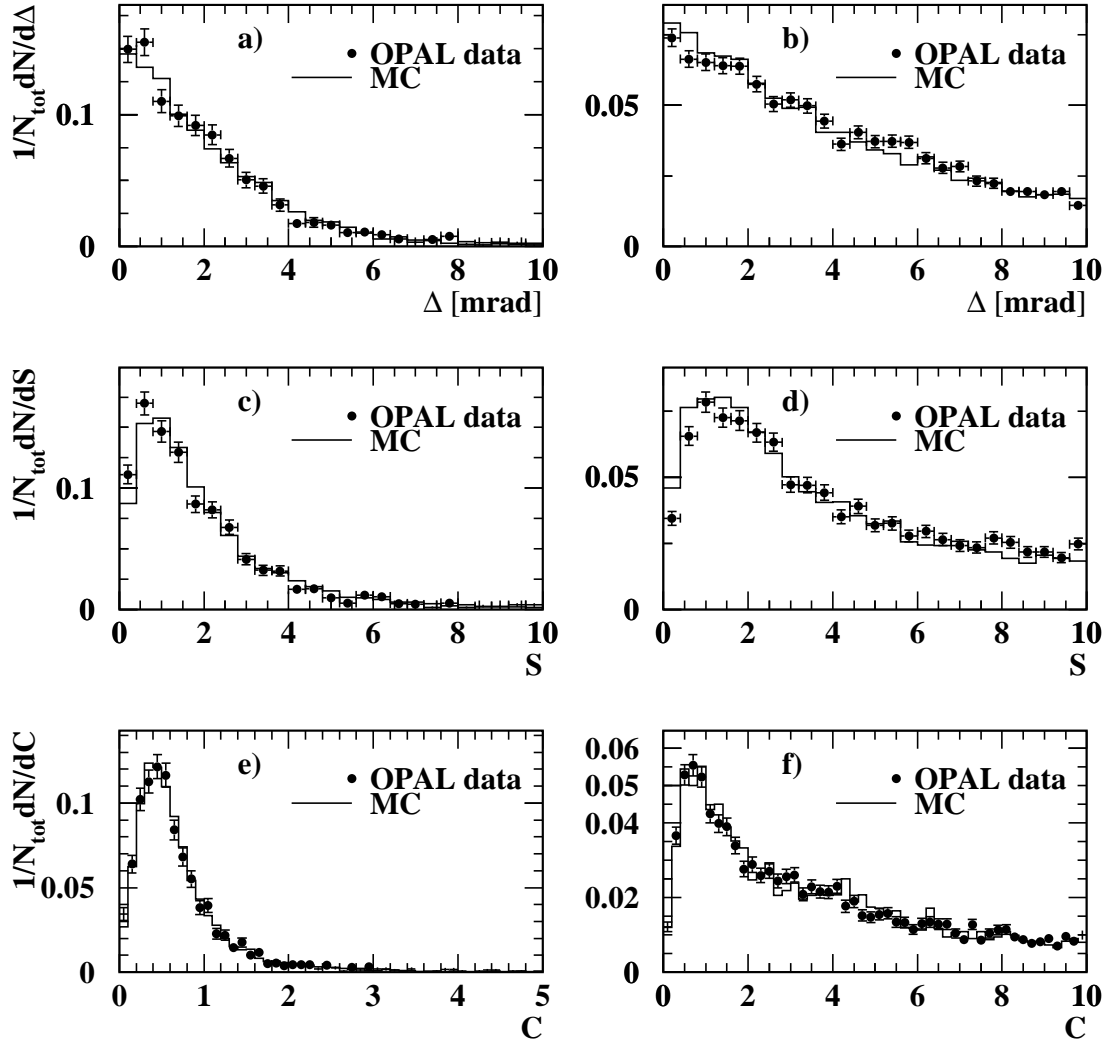 1/N_tot dN/dΔ
a)
OPAL data
MC
0.1
0
0 2 4 6 8 10
Δ [mrad]
b)
OPAL data
MC
0.05
0
0 2 4 6 8 10
Δ [mrad]
1/N_tot dN/dS
c)
OPAL data
MC
0.1
0
0 2 4 6 8 10
S
d)
OPAL data
MC
0.05
0
0 2 4 6 8 10
S
1/N_tot dN/dC
e)
OPAL data
MC
0.1
0.05
0
0 1 2 3 4 5
C
f)
OPAL data
MC
0.06
0.05
0.04
0.02
0.01
0
0 2 4 6 8 10
C